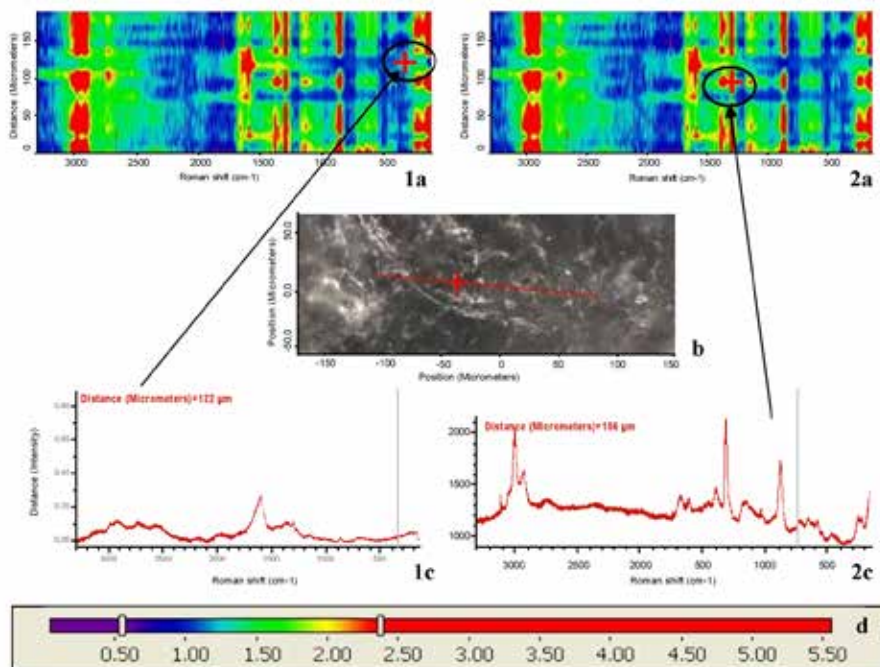 150
100
50
0
Distance (Micrometers)
3000 2500 2000 1500 1000 500
Raman shift (cm-1)
1a
150
100
50
0
Distance (Micrometers)
3000 2500 2000 1500 1000 500
Raman shift (cm-1)
2a
50.0
0.0
-50.0
Position (Micrometers)
-150 -100 -50 0 50 100 150
Position (Micrometers)
b
Distance (Micrometers)=122 µm
Distance (Intensity)
500
Raman shift (cm-1)
1c
Distance (Micrometers)=156 µm
2000
1500
1000
3000 2500 2000 1500 1000 500
Raman shift (cm-1)
2c
d
0.50 1.00 1.50 2.00 2.50 3.00 3.50 4.00 4.50 5.00 5.50